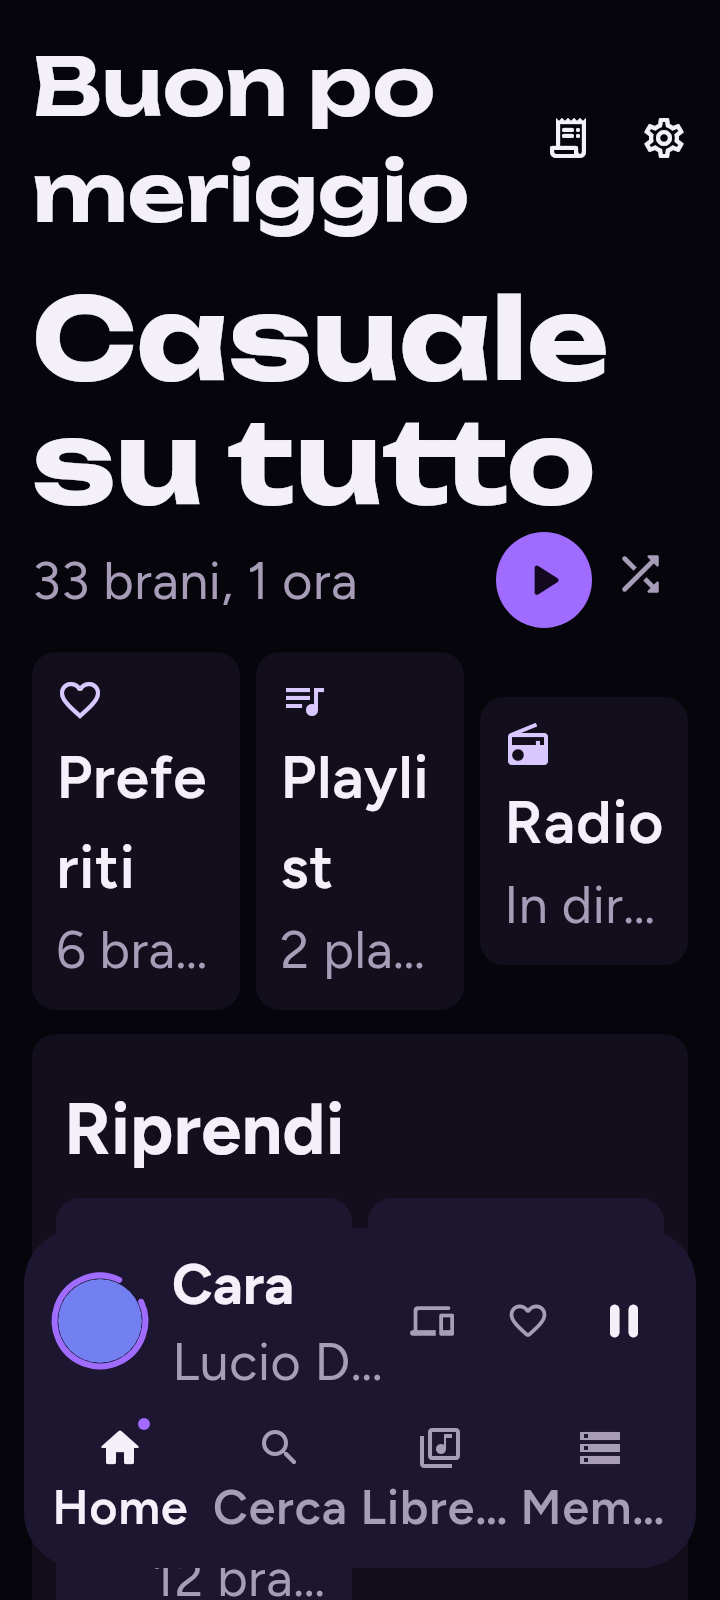 Buon po
meriggio
Casuale
su tutto
33 brani, 1 ora
Prefe
riti
6 bra...
Playli
st
2 pla...
Radio
In dir...
Riprendi
Cara
Lucio D...
Home
Cerca
Libre...
Mem...
12 bra...